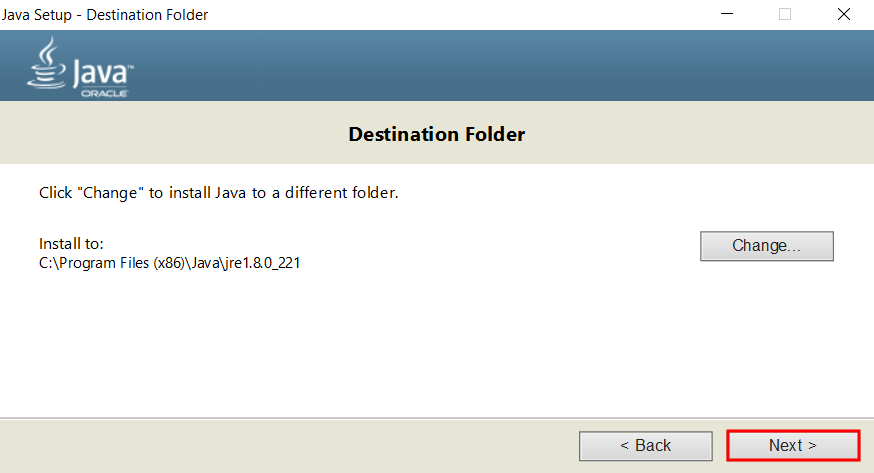 Java Setup - Destination Folder
Java™
ORACLE
Destination Folder
Click "Change" to install Java to a different folder.
Install to:
Change...
C:\Program Files (x86)\Java\jre1.8.0_221
< Back
Next >